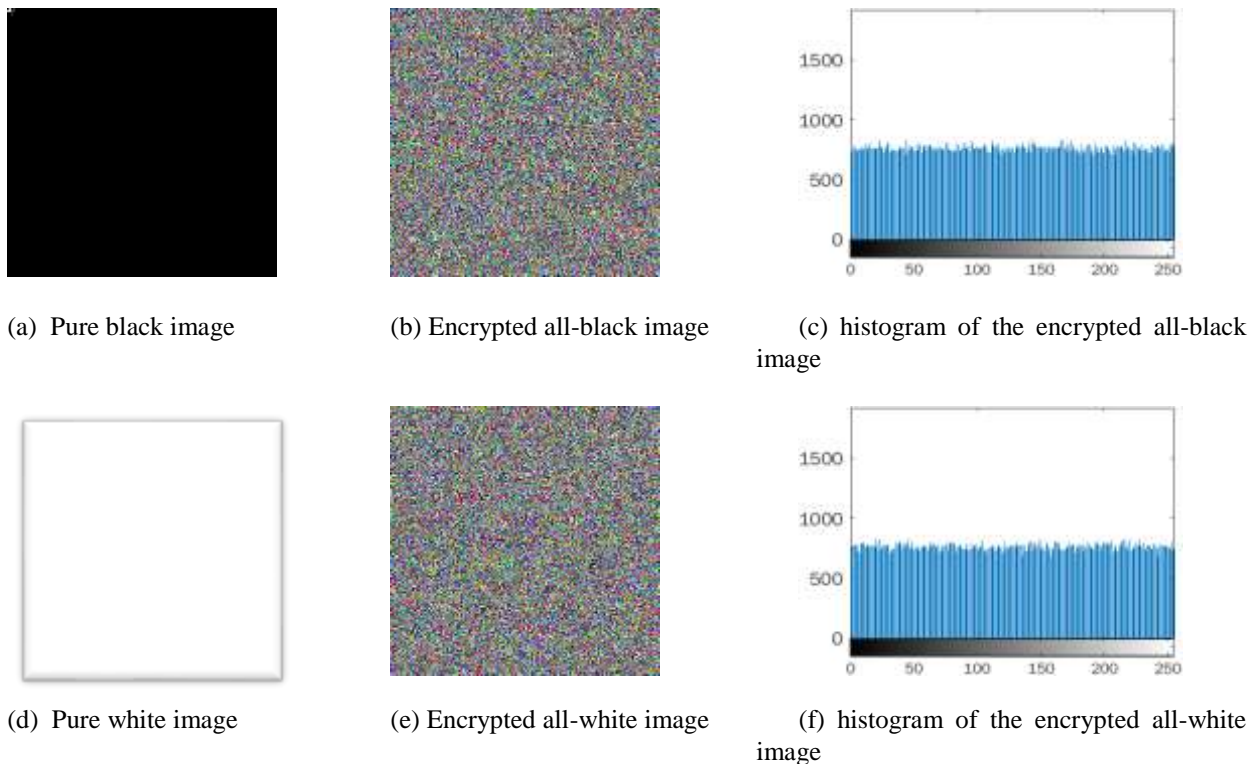 1500
1000
500
0
0 50 100 150 200 250
(a) Pure black image
(b) Encrypted all-black image
(c) histogram of the encrypted all-black
image
1500
1000
500
0
0 50 100 150 200 250
(d) Pure white image
(e) Encrypted all-white image
(f) histogram of the encrypted all-white
image